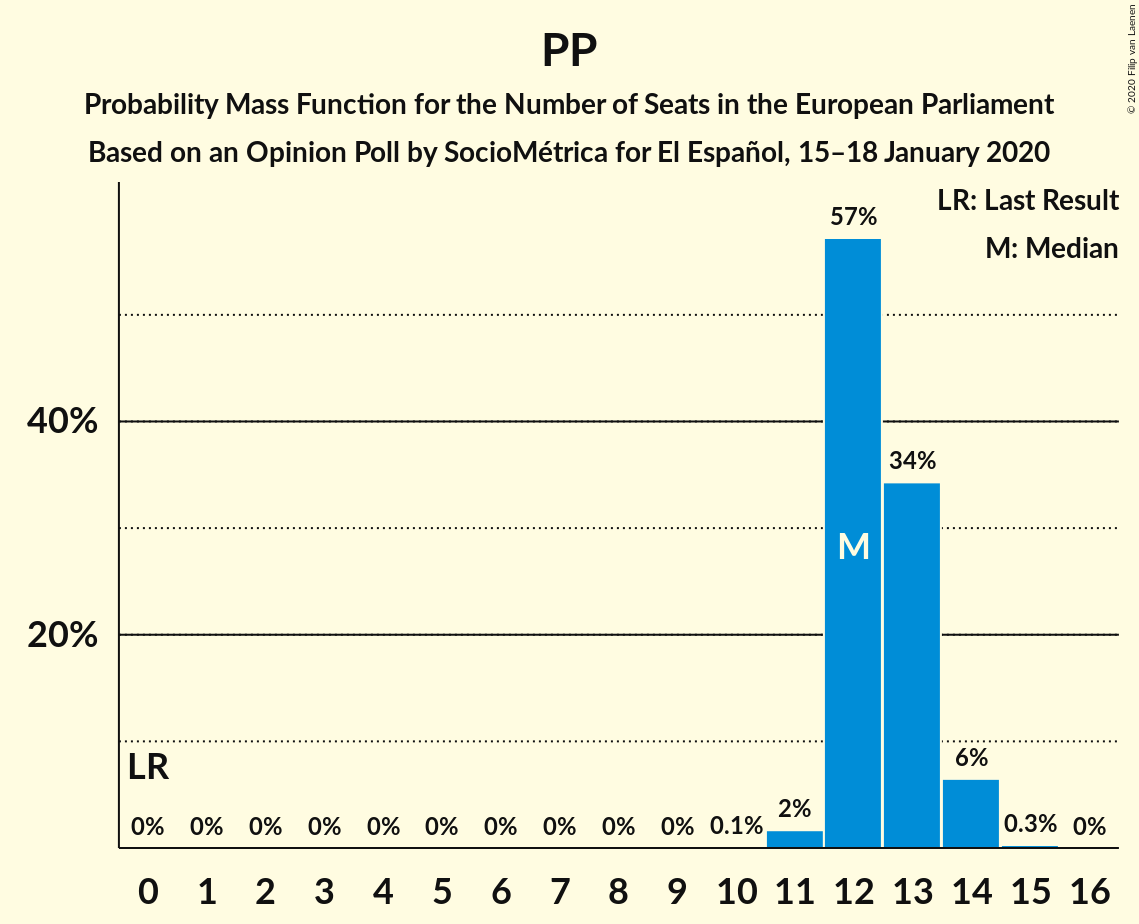 PP
Probability Mass Function for the Number of Seats in the European Parliament
Based on an Opinion Poll by SocioMétrica for El Español, 15–18 January 2020
© 2020 Filip van Laenen
LR: Last Result
M: Median
57%
40%
34%
M
20%
LR
0% 0% 0% 0% 0% 0% 0% 0% 0% 0% 0.1% 2% 6% 0.3% 0%
0 1 2 3 4 5 6 7 8 9 10 11 12 13 14 15 16